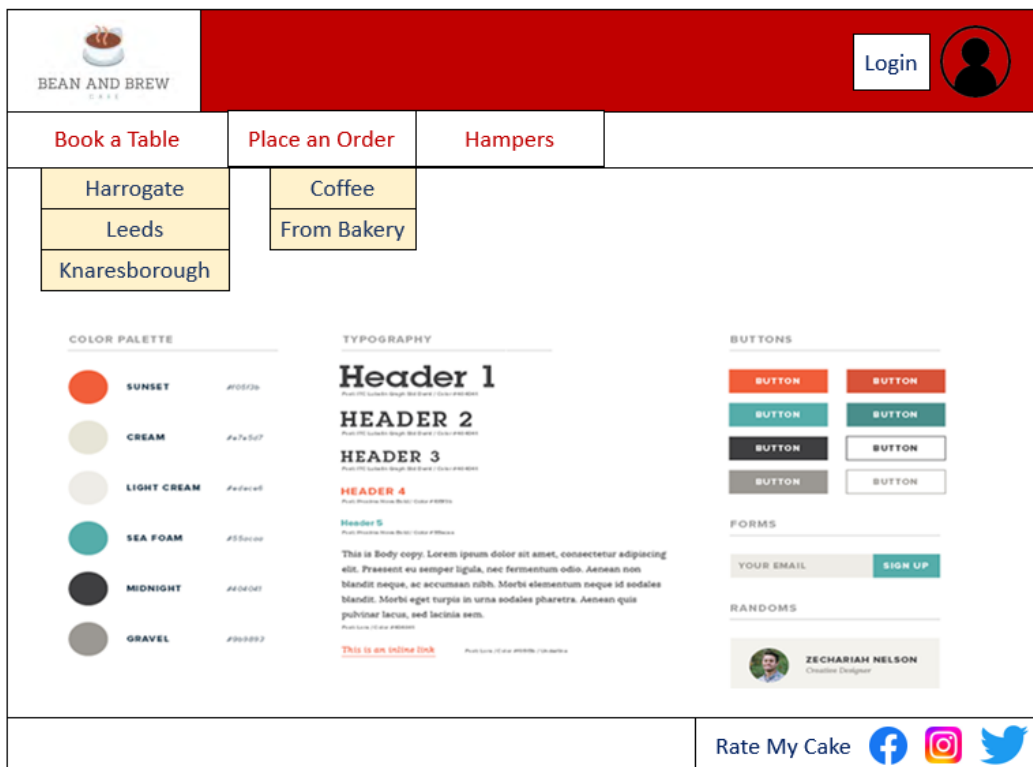 BEAN AND BREW
CAFE
Login
Book a Table
Place an Order
Hampers
Harrogate
Leeds
Knaresborough
Coffee
From Bakery
COLOR PALETTE
SUNSET
CREAM
LIGHT CREAM
SEA FOAM
MIDNIGHT
GRAVEL
TYPOGRAPHY
Header 1
HEADER 2
HEADER 3
HEADER 4
Header 5
This is Body copy. Lorem ipsum dolor sit amet, consectetur adipiscing
elit. Praesent eu semper ligula, nec fermentum odio. Aenean non
blandit neque, ac accumsan nibh. Morbi elementum neque id sodales
blandit. Morbi eget turpis in urna sodales pharetra. Aenean quis
pulvinar lacus, sed lacinia sem.
This is an inline link
BUTTONS
BUTTON BUTTON
BUTTON BUTTON
BUTTON BUTTON
BUTTON BUTTON
FORMS
YOUR EMAIL SIGN UP
RANDOMS
ZECHARIAH NELSON
Creative Designer
Rate My Cake